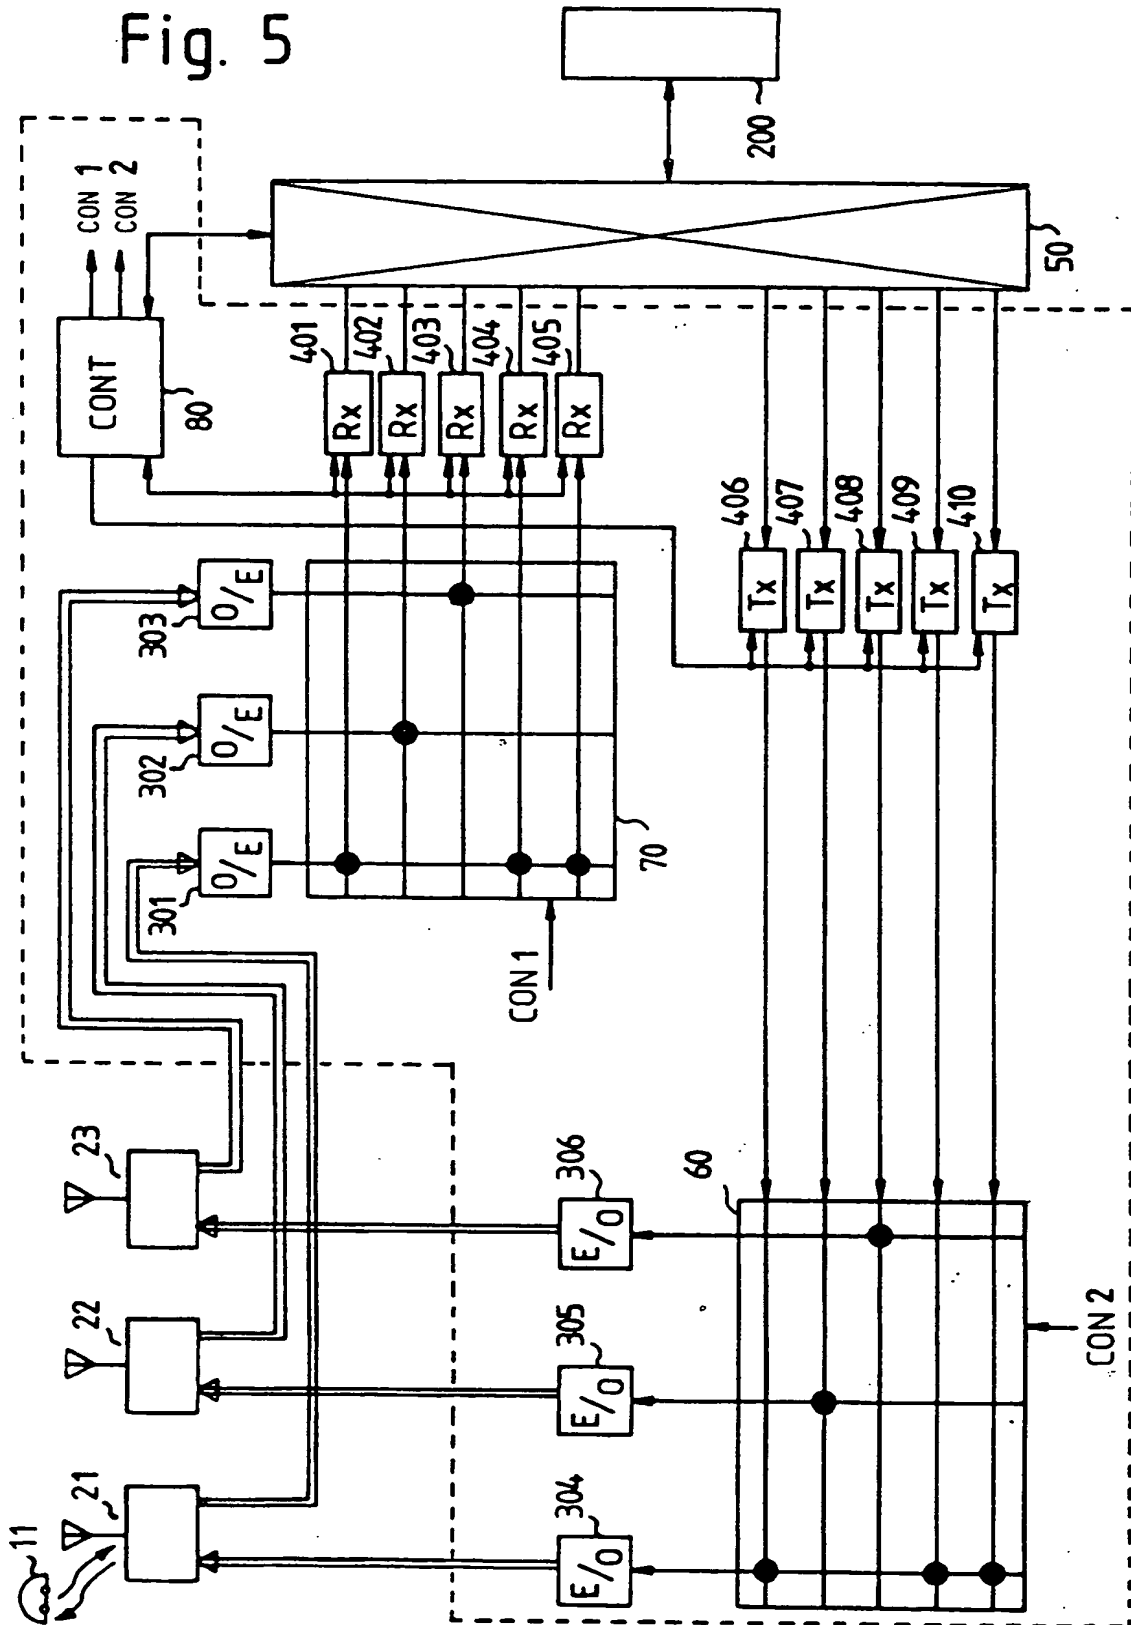 Fig. 5
200
CON 1
CON 2
CONT
80
50
401
402
403
404
405
Rx
Rx
Rx
Rx
Rx
O/E
303
O/E
302
O/E
301
70
CON 1
406
407
408
409
410
Tx
Tx
Tx
Tx
Tx
23
22
21
11
E/O
306
E/O
305
E/O
304
60
CON 2